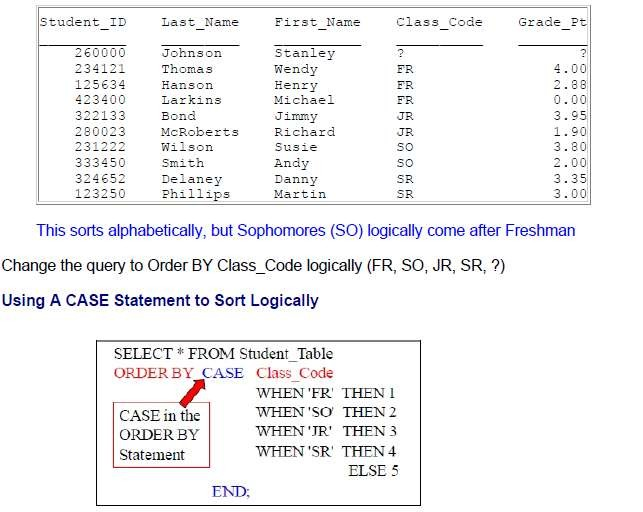 Student_ID Last_Name First_Name Class_Code Grade_Pt
260000 Johnson Stanley ? ?
234121 Thomas Wendy FR 4.00
125634 Hanson Henry FR 2.88
423400 Larkins Michael FR 0.00
322133 Bond Jimmy JR 3.95
280023 McRoberts Richard JR 1.90
231222 Wilson Susie SO 3.80
333450 Smith Andy SO 2.00
324652 Delaney Danny SR 3.35
123250 Phillips Martin SR 3.00
This sorts alphabetically, but Sophomores (SO) logically come after Freshman
Change the query to Order BY Class_Code logically (FR, SO, JR, SR, ?)
Using A CASE Statement to Sort Logically
SELECT * FROM Student_Table
ORDER BY CASE Class_Code
WHEN 'FR' THEN 1
WHEN 'SO' THEN 2
WHEN 'JR' THEN 3
WHEN 'SR' THEN 4
ELSE 5
END;
CASE in the
ORDER BY
Statement